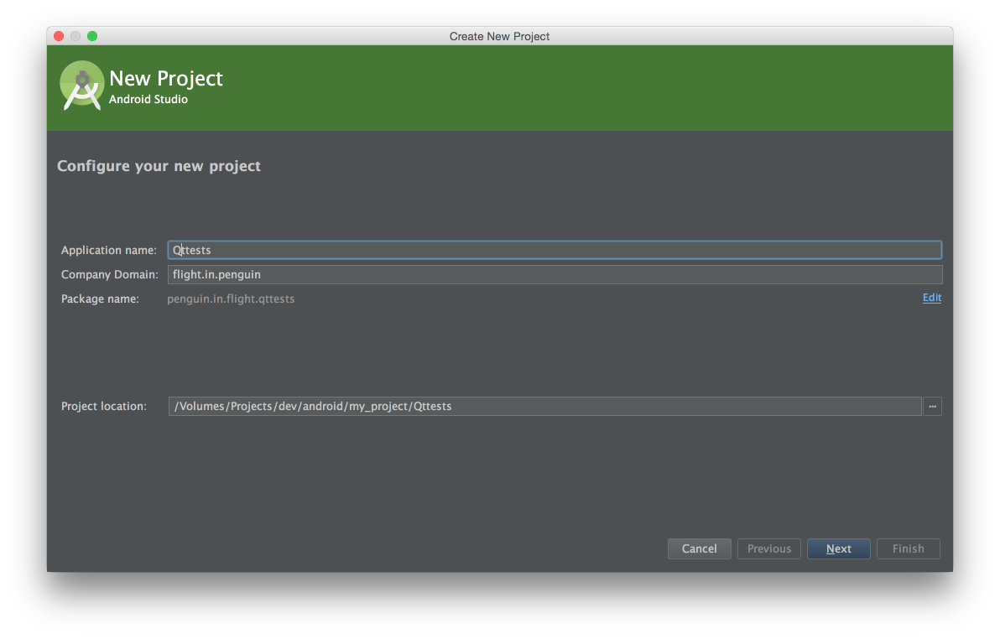 Create New Project
New Project
Android Studio
Configure your new project
Application name: Qttests
Company Domain: flight.in.penguin
Package name: penguin.in.flight.qttests Edit
Project location: /Volumes/Projects/dev/android/my_project/Qttests ...
Cancel Previous Next Finish